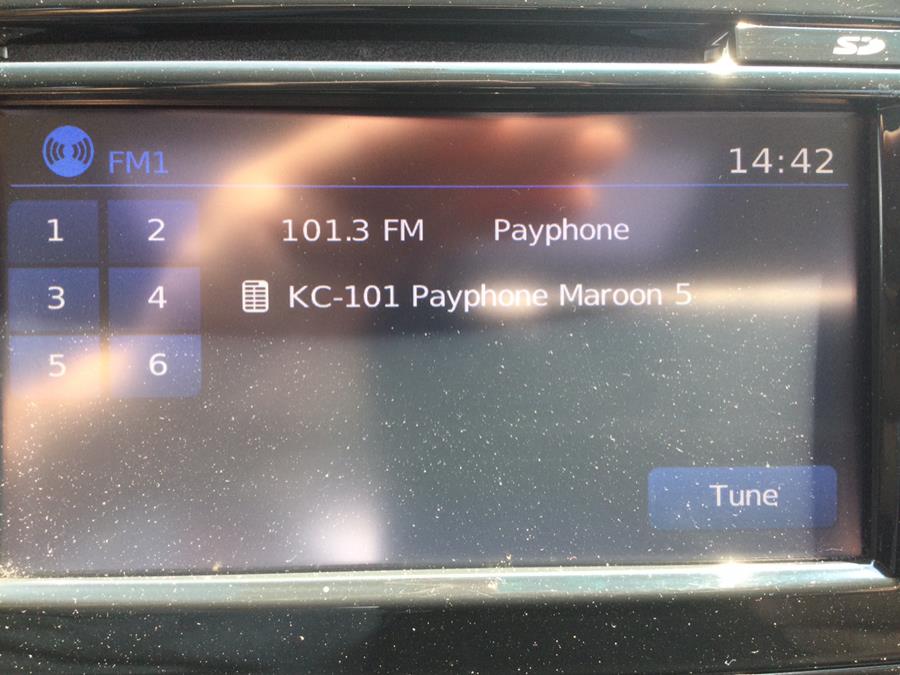 SD
FM1 14:42
1 2 101.3 FM Payphone
3 4 KC-101 Payphone Maroon 5
5 6
Tune